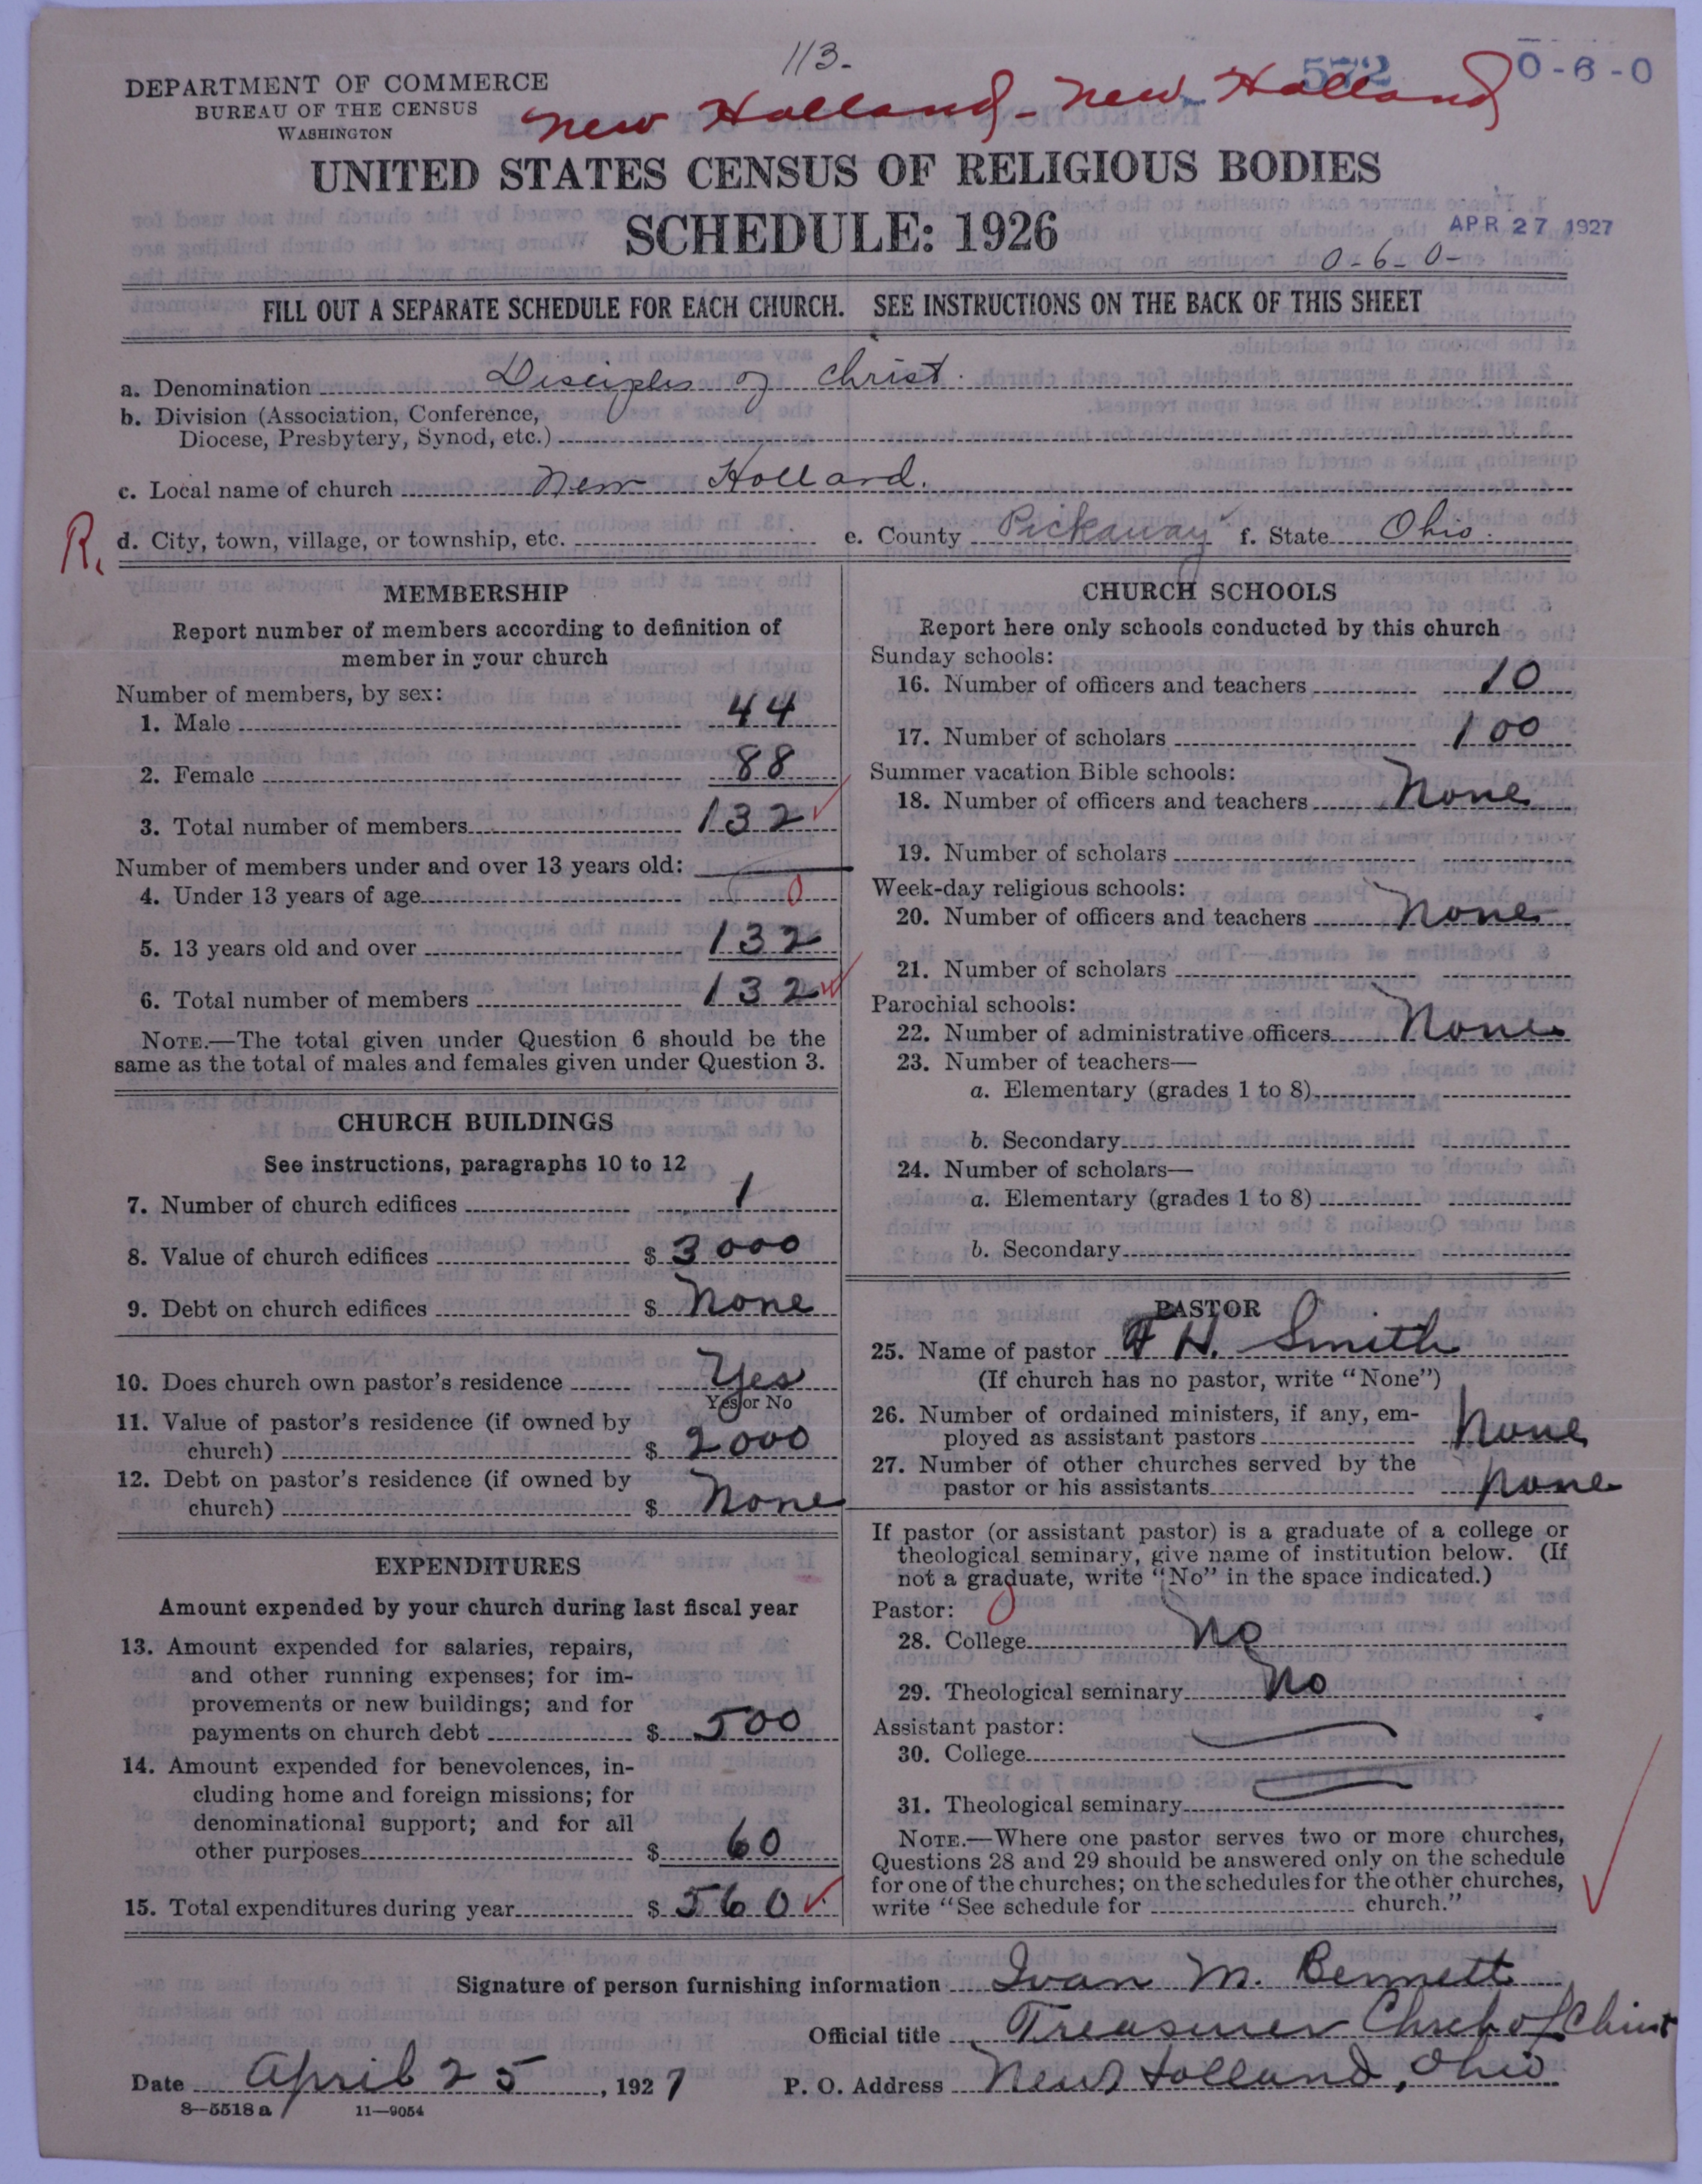 113-
572
0-6-0
DEPARTMENT OF COMMERCE
BUREAU OF THE CENSUS
WASHINGTON
New Holland - New Holland
UNITED STATES CENSUS OF RELIGIOUS BODIES
SCHEDULE: 1926
APR 27 1927
0-6-0-
FILL OUT A SEPARATE SCHEDULE FOR EACH CHURCH. SEE INSTRUCTIONS ON THE BACK OF THIS SHEET
a. Denomination Disciples of Christ.
b. Division (Association, Conference,
Diocese, Presbytery, Synod, etc.)
c. Local name of church New Holland.
R. d. City, town, village, or township, etc. e. County Pickaway f. State Ohio.
MEMBERSHIP
Report number of members according to definition of
member in your church
Number of members, by sex:
1. Male 44
2. Female 88
3. Total number of members 132
Number of members under and over 13 years old:
4. Under 13 years of age 0
5. 13 years old and over 132
6. Total number of members 132
NOTE.—The total given under Question 6 should be the
same as the total of males and females given under Question 3.
CHURCH BUILDINGS
See instructions, paragraphs 10 to 12
7. Number of church edifices 1
8. Value of church edifices $ 3000
9. Debt on church edifices $ None
10. Does church own pastor's residence Yes
Yes or No
11. Value of pastor's residence (if owned by
church) $ 2000
12. Debt on pastor's residence (if owned by
church) $ None
EXPENDITURES
Amount expended by your church during last fiscal year
13. Amount expended for salaries, repairs,
and other running expenses; for im-
provements or new buildings; and for
payments on church debt $ 500
14. Amount expended for benevolences, in-
cluding home and foreign missions; for
denominational support; and for all
other purposes $ 60
15. Total expenditures during year $ 560
CHURCH SCHOOLS
Report here only schools conducted by this church
Sunday schools:
16. Number of officers and teachers 10
17. Number of scholars 100
Summer vacation Bible schools:
18. Number of officers and teachers None
19. Number of scholars
Week-day religious schools:
20. Number of officers and teachers None
21. Number of scholars
Parochial schools:
22. Number of administrative officers None
23. Number of teachers—
a. Elementary (grades 1 to 8)
b. Secondary
24. Number of scholars—
a. Elementary (grades 1 to 8)
b. Secondary
PASTOR
25. Name of pastor H. Smith
(If church has no pastor, write "None")
26. Number of ordained ministers, if any, em-
ployed as assistant pastors None
27. Number of other churches served by the
pastor or his assistants None
If pastor (or assistant pastor) is a graduate of a college or
theological seminary, give name of institution below. (If
not a graduate, write "No" in the space indicated.)
Pastor:
28. College No
29. Theological seminary No
Assistant pastor:
30. College
31. Theological seminary
NOTE.—Where one pastor serves two or more churches,
Questions 28 and 29 should be answered only on the schedule
for one of the churches; on the schedules for the other churches,
write "See schedule for church."
Signature of person furnishing information Ivan M. Bennett
Official title Treasurer Church of Christ
Date April 25, 1927 P. O. Address New Holland, Ohio
8—5518a 11—9054